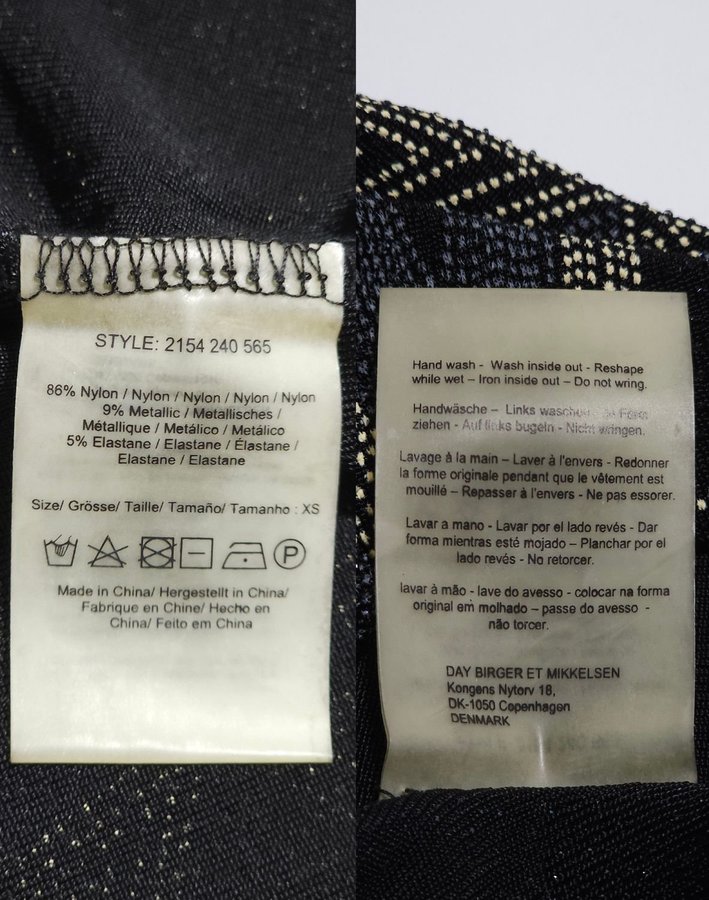 STYLE: 2154 240 565
86% Nylon / Nylon / Nylon / Nylon / Nylon
9% Metallic / Metallisches /
Métallique / Metálico / Metálico
5% Elastane / Elastane / Élastane /
Elastane / Elastane
Size/ Grösse/ Taille/ Tamaño/ Tamanho : XS
P
Made in China/ Hergestellt in China/
Fabrique en Chine/ Hecho en
China/ Feito em China
Hand wash - Wash inside out - Reshape
while wet – Iron inside out – Do not wring.
Handwäsche – Links waschen - In Form
ziehen - Auf links bugeln - Nicht wringen.
Lavage à la main – Laver à l'envers - Redonner
la forme originale pendant que le vêtement est
mouillé – Repasser à l'envers - Ne pas essorer.
Lavar a mano - Lavar por el lado revés - Dar
forma mientras esté mojado – Planchar por el
lado revés - No retorcer.
lavar à mão - lave do avesso - colocar na forma
original em molhado – passe do avesso -
não torcer.
DAY BIRGER ET MIKKELSEN
Kongens Nytorv 18,
DK-1050 Copenhagen
DENMARK